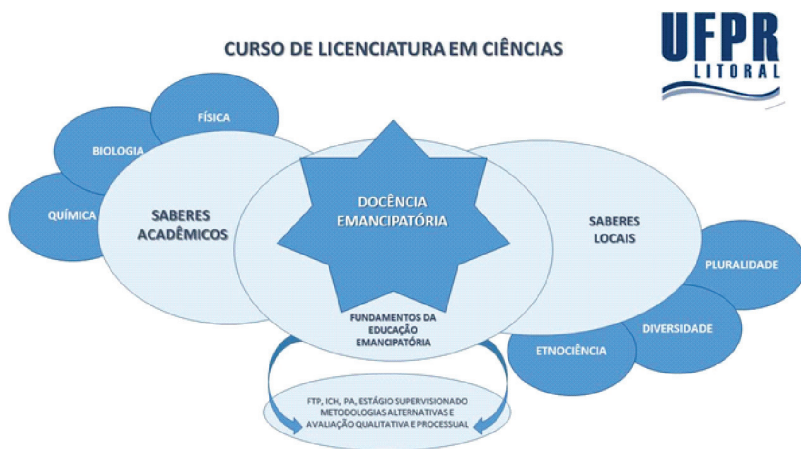 UFPR
LITORAL
CURSO DE LICENCIATURA EM CIÊNCIAS
FÍSICA
BIOLOGIA
QUÍMICA
SABERES
ACADÊMICOS
DOCÊNCIA
EMANCIPATÓRIA
SABERES
LOCAIS
PLURALIDADE
DIVERSIDADE
ETNOCIÊNCIA
FUNDAMENTOS DA
EDUCAÇÃO
EMANCIPATÓRIA
FTP, ICH, PA, ESTÁGIO SUPERVISIONADO
METODOLOGIAS ALTERNATIVAS E
AVALIAÇÃO QUALITATIVA E PROCESSUAL